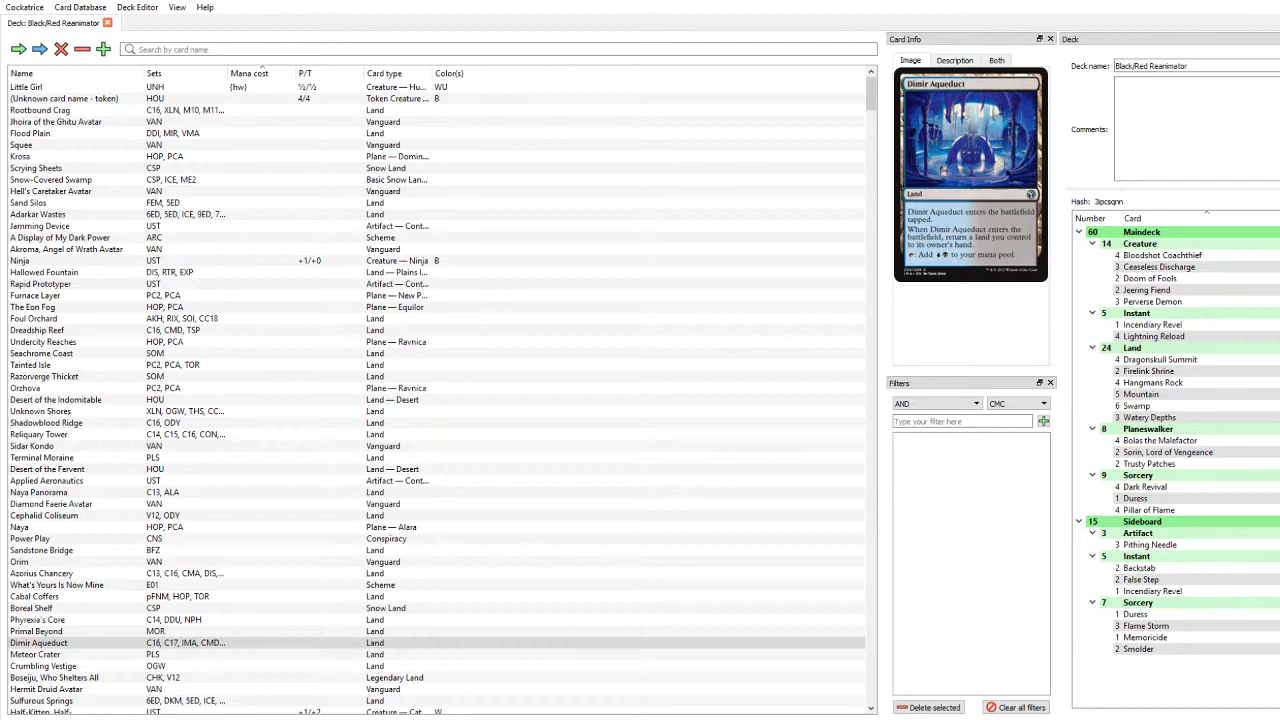 Cockatrice Card Database Deck Editor View Help
Deck: Black/Red Reanimator
Search by card name
Name Sets Mana cost P/T Card type Color(s)
Little Girl UNH {hw} ½/½ Creature — Hu... WU
(Unknown card name - token) HOU 4/4 Token Creature ... B
Rootbound Crag C16, XLN, M10, M11... Land
Jhoira of the Ghitu Avatar VAN Vanguard
Flood Plain DDI, MIR, VMA Land
Squee VAN Vanguard
Krosa HOP, PCA Plane — Domin...
Scrying Sheets CSP Snow Land
Snow-Covered Swamp CSP, ICE, ME2 Basic Snow Lan...
Hell's Caretaker Avatar VAN Vanguard
Sand Silos FEM, 5ED Land
Adarkar Wastes 6ED, 5ED, ICE, 9ED, 7... Land
Jamming Device UST Artifact — Cont...
A Display of My Dark Power ARC Scheme
Akroma, Angel of Wrath Avatar VAN Vanguard
Ninja UST +1/+0 Creature — Ninja B
Hallowed Fountain DIS, RTR, EXP Land — Plains I...
Rapid Prototyper UST Artifact — Cont...
Furnace Layer PC2, PCA Plane — New P...
The Eon Fog HOP, PCA Plane — Equilor
Foul Orchard AKH, RIX, SOI, CC18 Land
Dreadship Reef C16, CMD, TSP Land
Undercity Reaches HOP, PCA Plane — Ravnica
Seachrome Coast SOM Land
Tainted Isle PC2, PCA, TOR Land
Razorverge Thicket SOM Land
Orzhova PC2, PCA Plane — Ravnica
Desert of the Indomitable HOU Land — Desert
Unknown Shores XLN, OGW, THS, CC... Land
Shadowblood Ridge C16, ODY Land
Reliquary Tower C14, C15, C16, CON,... Land
Sidar Kondo VAN Vanguard
Terminal Moraine PLS Land
Desert of the Fervent HOU Land — Desert
Applied Aeronautics UST Artifact — Cont...
Naya Panorama C13, ALA Land
Diamond Faerie Avatar VAN Vanguard
Cephalid Coliseum V12, ODY Land
Naya HOP, PCA Plane — Alara
Power Play CNS Conspiracy
Sandstone Bridge BFZ Land
Orim VAN Vanguard
Azorius Chancery C13, C16, CMA, DIS,... Land
What's Yours Is Now Mine E01 Scheme
Cabal Coffers pFNM, HOP, TOR Land
Boreal Shelf CSP Snow Land
Phyrexia's Core C14, DDU, NPH Land
Primal Beyond MOR Land
Dimir Aqueduct C16, C17, IMA, CMD... Land
Meteor Crater PLS Land
Crumbling Vestige OGW Land
Boseiju, Who Shelters All CHK, V12 Legendary Land
Hermit Druid Avatar VAN Vanguard
Sulfurous Springs 6ED, DKM, 5ED, ICE,... Land
Half-Kitten, Half- UST +1/+2 Creature — Cat W
Card Info
Image Description Both
Dimir Aqueduct
Land
Dimir Aqueduct enters the battlefield
tapped.
When Dimir Aqueduct enters the
battlefield, return a land you control
to its owner's hand.
: Add to your mana pool.
Filters
AND CMC
Type your filter here
Delete selected Clear all filters
Deck
Deck name: Black/Red Reanimator
Comments:
Hash: 3ipcsqnn
Number Card
60 Maindeck
14 Creature
4 Bloodshot Coachthief
3 Ceaseless Discharge
2 Doom of Fools
2 Jeering Fiend
3 Perverse Demon
5 Instant
1 Incendiary Revel
4 Lightning Reload
24 Land
4 Dragonskull Summit
2 Firelink Shrine
4 Hangmans Rock
5 Mountain
6 Swamp
3 Watery Depths
8 Planeswalker
4 Bolas the Malefactor
2 Sorin, Lord of Vengeance
2 Trusty Patches
9 Sorcery
4 Dark Revival
1 Duress
4 Pillar of Flame
15 Sideboard
3 Artifact
3 Pithing Needle
5 Instant
2 Backstab
2 False Step
1 Incendiary Revel
7 Sorcery
1 Duress
3 Flame Storm
1 Memoricide
2 Smolder